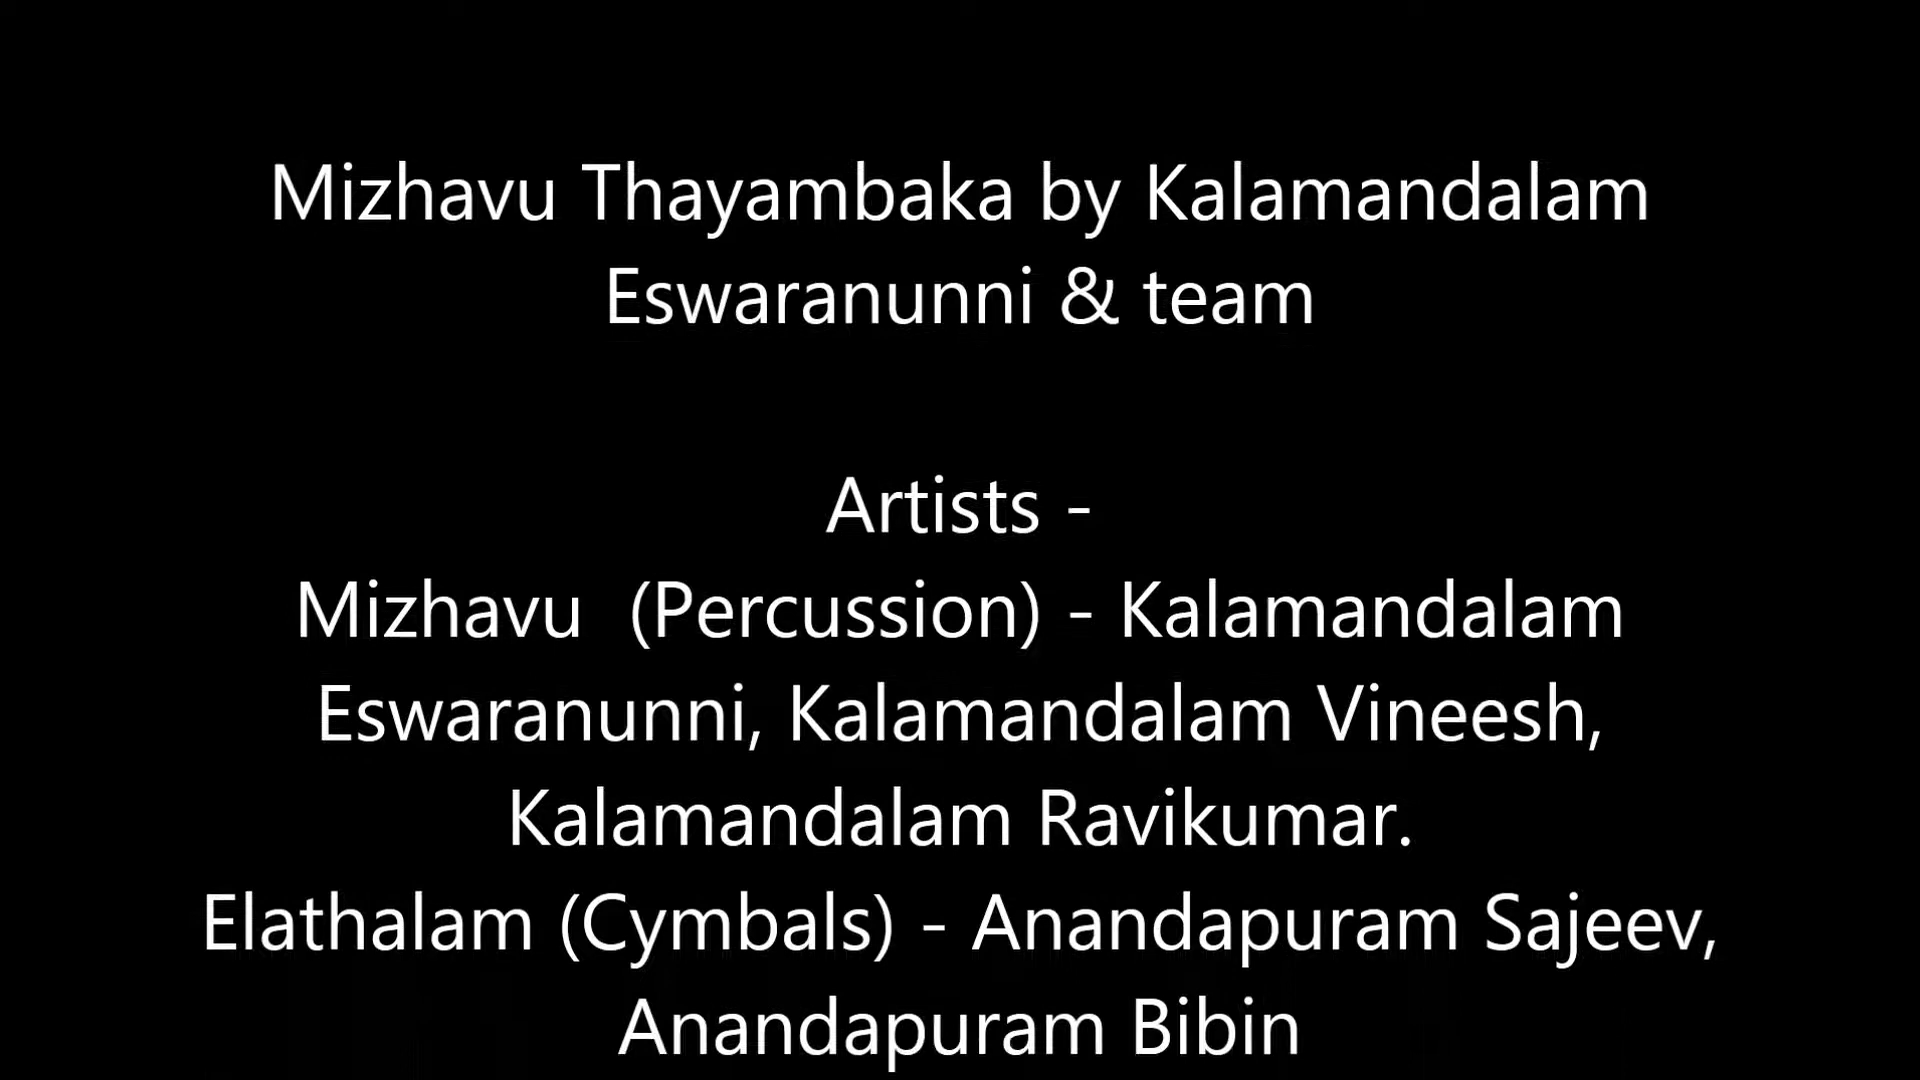 Mizhavu Thayambaka by Kalamandalam
Eswaranunni & team
Artists -
Mizhavu  (Percussion) - Kalamandalam
Eswaranunni, Kalamandalam Vineesh,
Kalamandalam Ravikumar.
Elathalam (Cymbals) - Anandapuram Sajeev,
Anandapuram Bibin